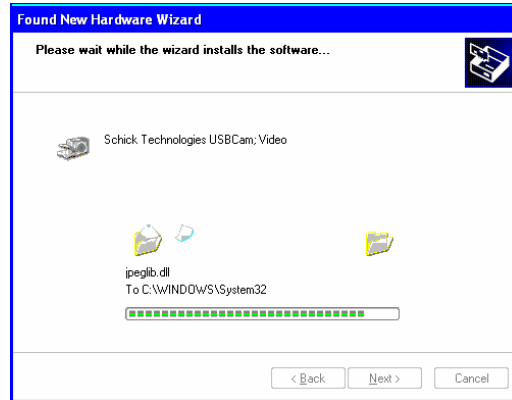 Found New Hardware Wizard
Please wait while the wizard installs the software...
Schick Technologies USBCam; Video
jpeglib.dll
To C:\WINDOWS\System32
< Back Next > Cancel